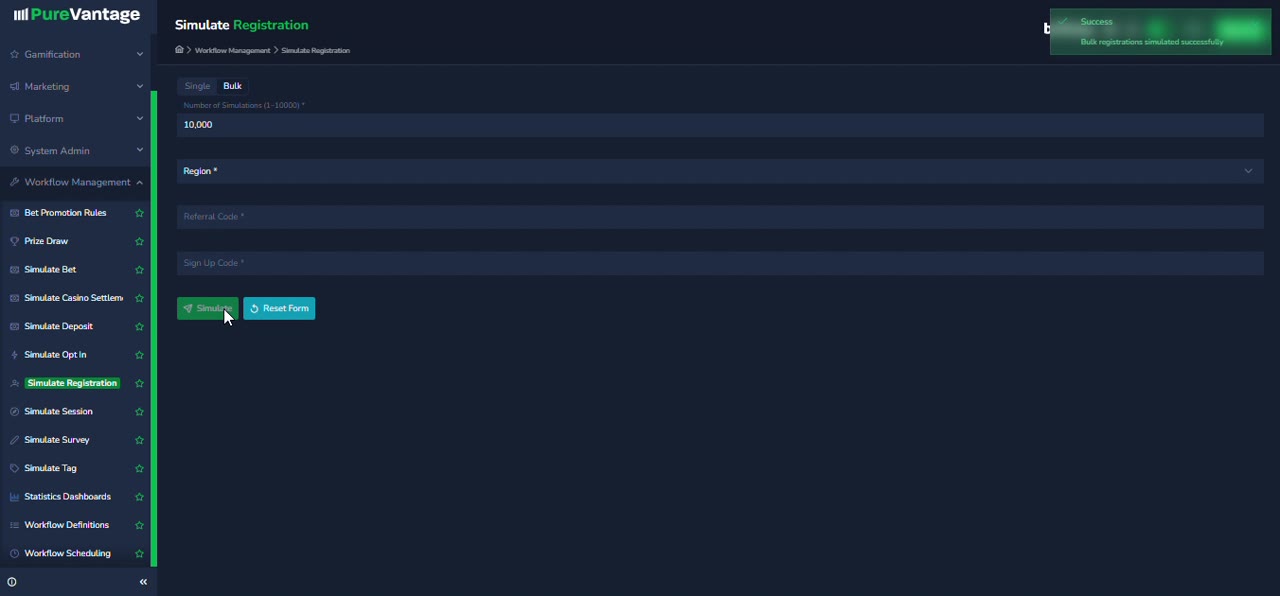 PureVantage
Simulate Registration
Success
Bulk registrations simulated successfully
Workflow Management
Simulate Registration
Gamification
Marketing
Platform
System Admin
Workflow Management
Bet Promotion Rules
Prize Draw
Simulate Bet
Simulate Casino Settlem
Simulate Deposit
Simulate Opt In
Simulate Registration
Simulate Session
Simulate Survey
Simulate Tag
Statistics Dashboards
Workflow Definitions
Workflow Scheduling
Single
Bulk
Number of Simulations (1-10000) *
10,000
Region *
Referral Code *
Sign Up Code *
Simulate
Reset Form